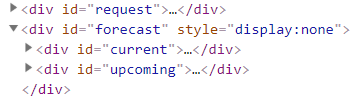 ▶<div id="request">…</div>
▼<div id="forecast" style="display:none">
▶<div id="current">…</div>
▶<div id="upcoming">…</div>
</div>